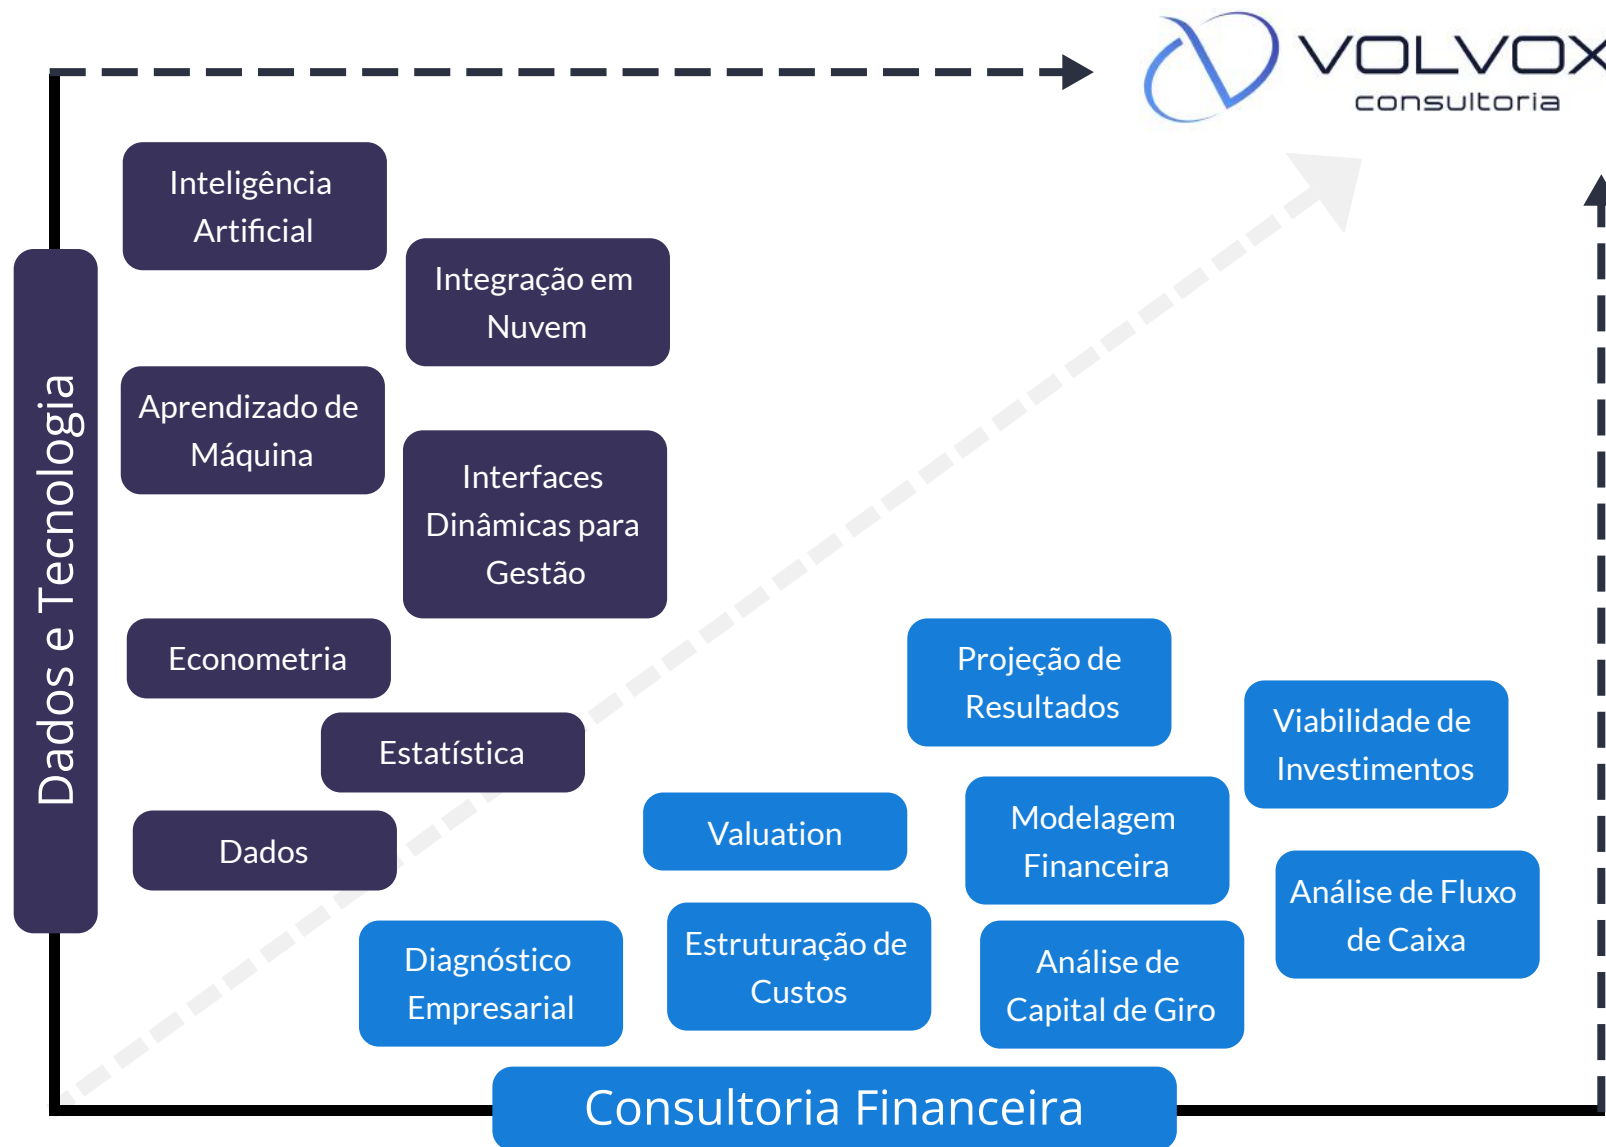 VOLVOX
consultoria
Inteligência
Artificial
Integração em
Nuvem
Aprendizado de
Máquina
Interfaces
Dinâmicas para
Gestão
Econometria
Estatística
Dados
Dados e Tecnologia
Projeção de
Resultados
Viabilidade de
Investimentos
Valuation
Modelagem
Financeira
Análise de Fluxo
de Caixa
Diagnóstico
Empresarial
Estruturação de
Custos
Análise de
Capital de Giro
Consultoria Financeira